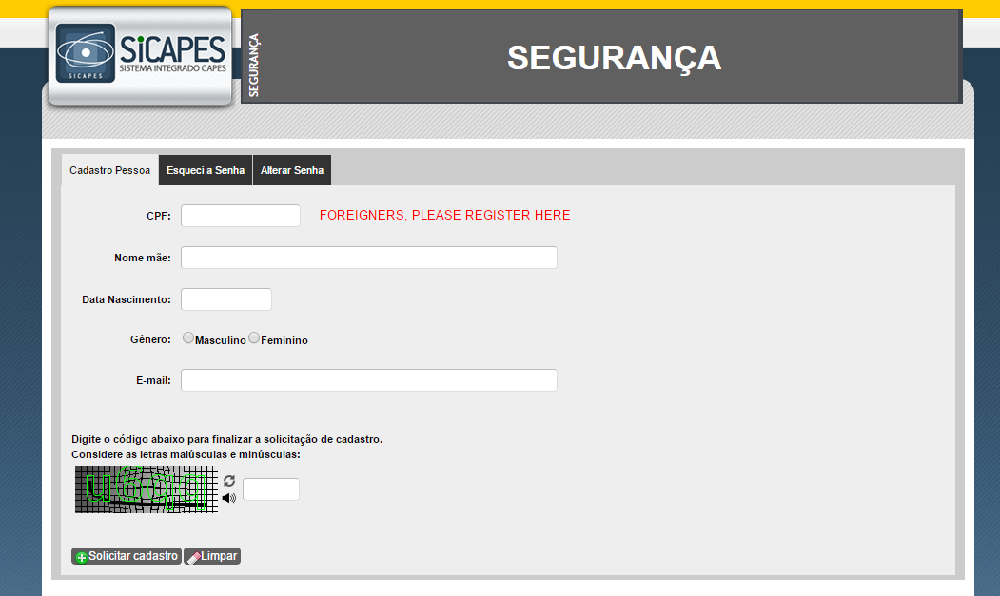 SiCAPES
SISTEMA INTEGRADO CAPES
SICAPES
SEGURANÇA
SEGURANÇA
Cadastro Pessoa
Esqueci a Senha
Alterar Senha
CPF:
FOREIGNERS, PLEASE REGISTER HERE
Nome mãe:
Data Nascimento:
Gênero:
Masculino
Feminino
E-mail:
Digite o código abaixo para finalizar a solicitação de cadastro.
Considere as letras maiúsculas e minúsculas:
Solicitar cadastro
Limpar